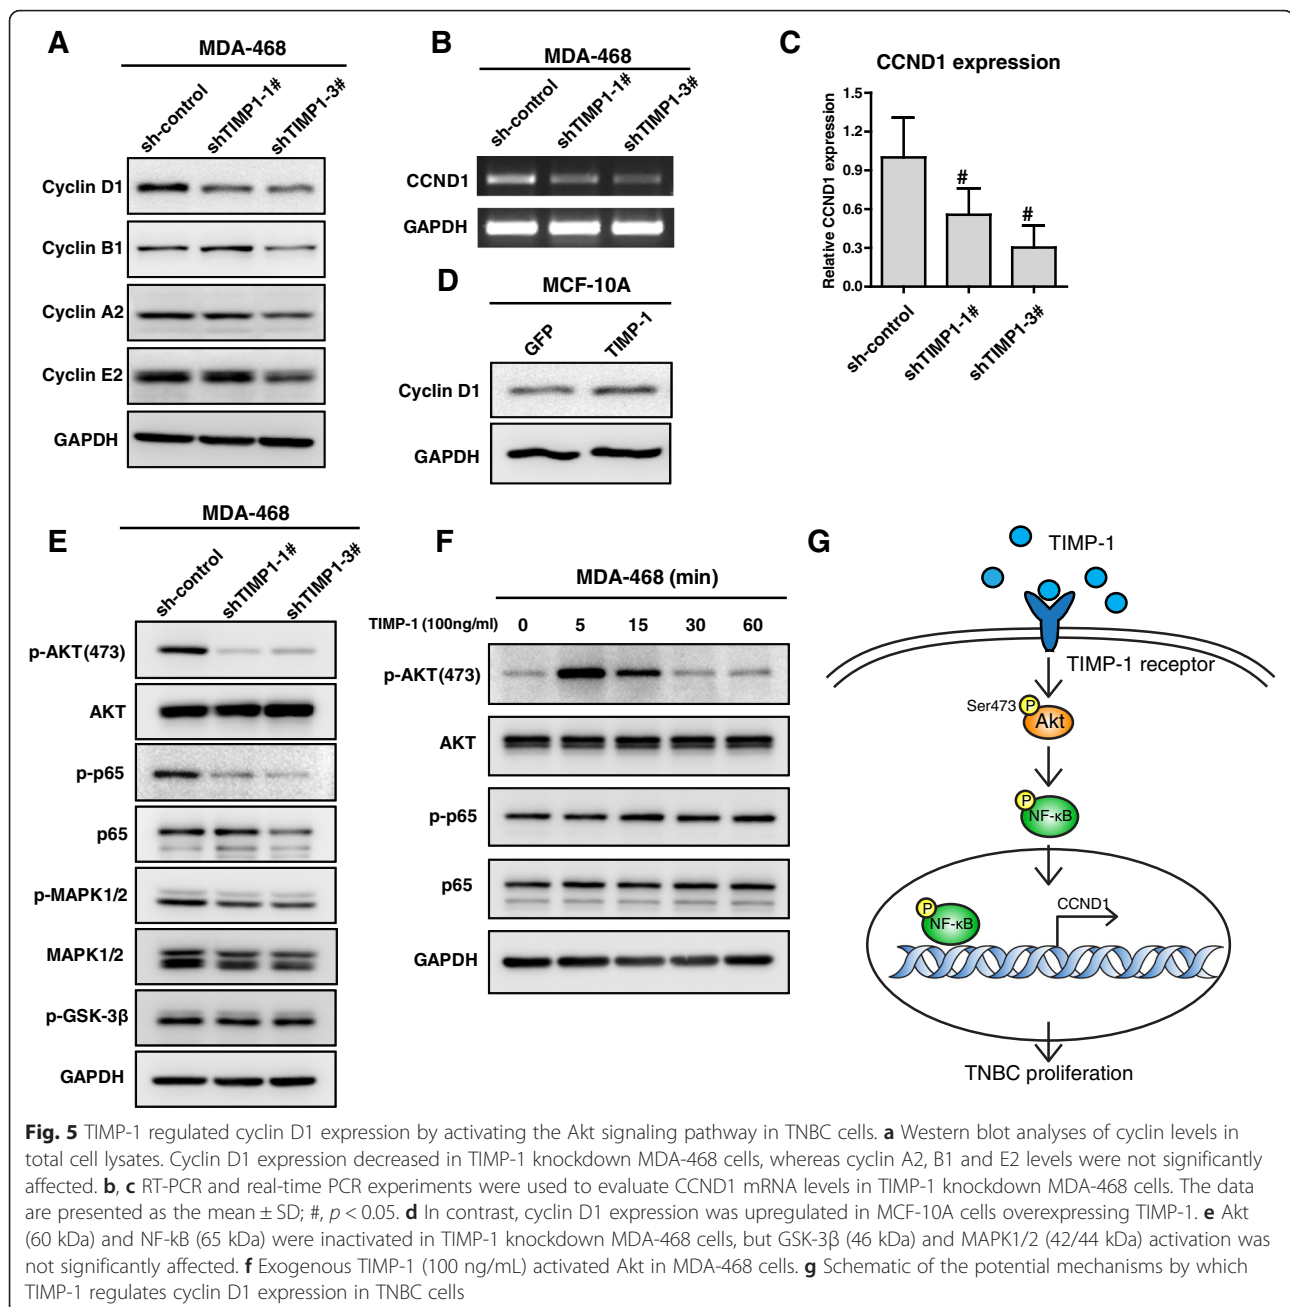 A
MDA-468
sh-control
shTIMP1-1#
shTIMP1-3#
Cyclin D1
Cyclin B1
Cyclin A2
Cyclin E2
GAPDH
B
MDA-468
sh-control
shTIMP1-1#
shTIMP1-3#
CCND1
GAPDH
C
CCND1 expression
Relative CCND1 expression
1.5
1.2
0.9
0.6
0.3
0.0
#
#
sh-control
shTIMP1-1#
shTIMP1-3#
D
MCF-10A
GFP
TIMP-1
Cyclin D1
GAPDH
E
MDA-468
sh-control
shTIMP1-1#
shTIMP1-3#
p-AKT(473)
AKT
p-p65
p65
p-MAPK1/2
MAPK1/2
p-GSK-3β
GAPDH
F
MDA-468 (min)
TIMP-1 (100ng/ml) 0 5 15 30 60
p-AKT(473)
AKT
p-p65
p65
GAPDH
G
TIMP-1
TIMP-1 receptor
Ser473
P
Akt
P
NF-κB
P
NF-κB
CCND1
TNBC proliferation
Fig. 5 TIMP-1 regulated cyclin D1 expression by activating the Akt signaling pathway in TNBC cells. a Western blot analyses of cyclin levels in
total cell lysates. Cyclin D1 expression decreased in TIMP-1 knockdown MDA-468 cells, whereas cyclin A2, B1 and E2 levels were not significantly
affected. b, c RT-PCR and real-time PCR experiments were used to evaluate CCND1 mRNA levels in TIMP-1 knockdown MDA-468 cells. The data
are presented as the mean ± SD; #, p < 0.05. d In contrast, cyclin D1 expression was upregulated in MCF-10A cells overexpressing TIMP-1. e Akt
(60 kDa) and NF-kB (65 kDa) were inactivated in TIMP-1 knockdown MDA-468 cells, but GSK-3β (46 kDa) and MAPK1/2 (42/44 kDa) activation was
not significantly affected. f Exogenous TIMP-1 (100 ng/mL) activated Akt in MDA-468 cells. g Schematic of the potential mechanisms by which
TIMP-1 regulates cyclin D1 expression in TNBC cells